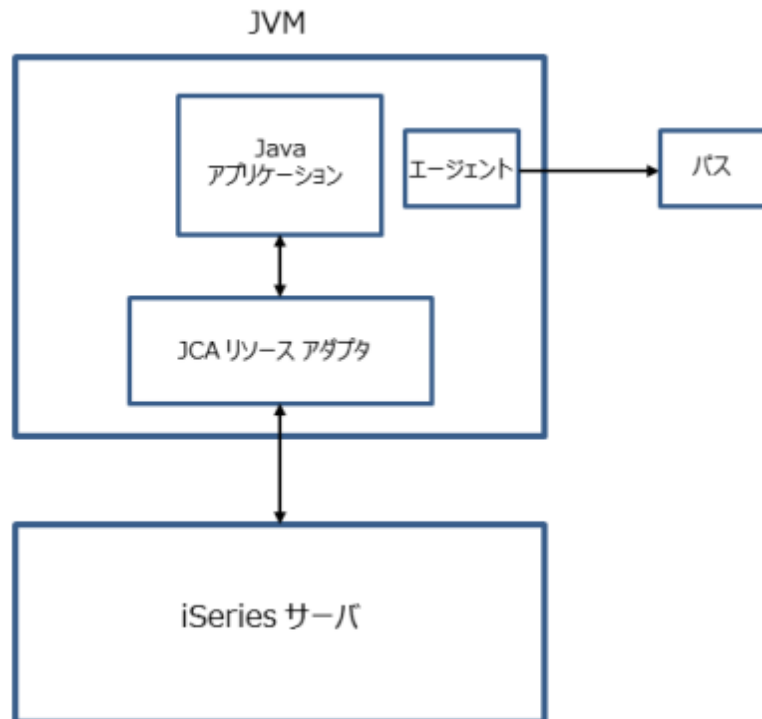 JVM
Java
アプリケーション
エージェント
パス
JCA リソース アダプタ
iSeries サーバ